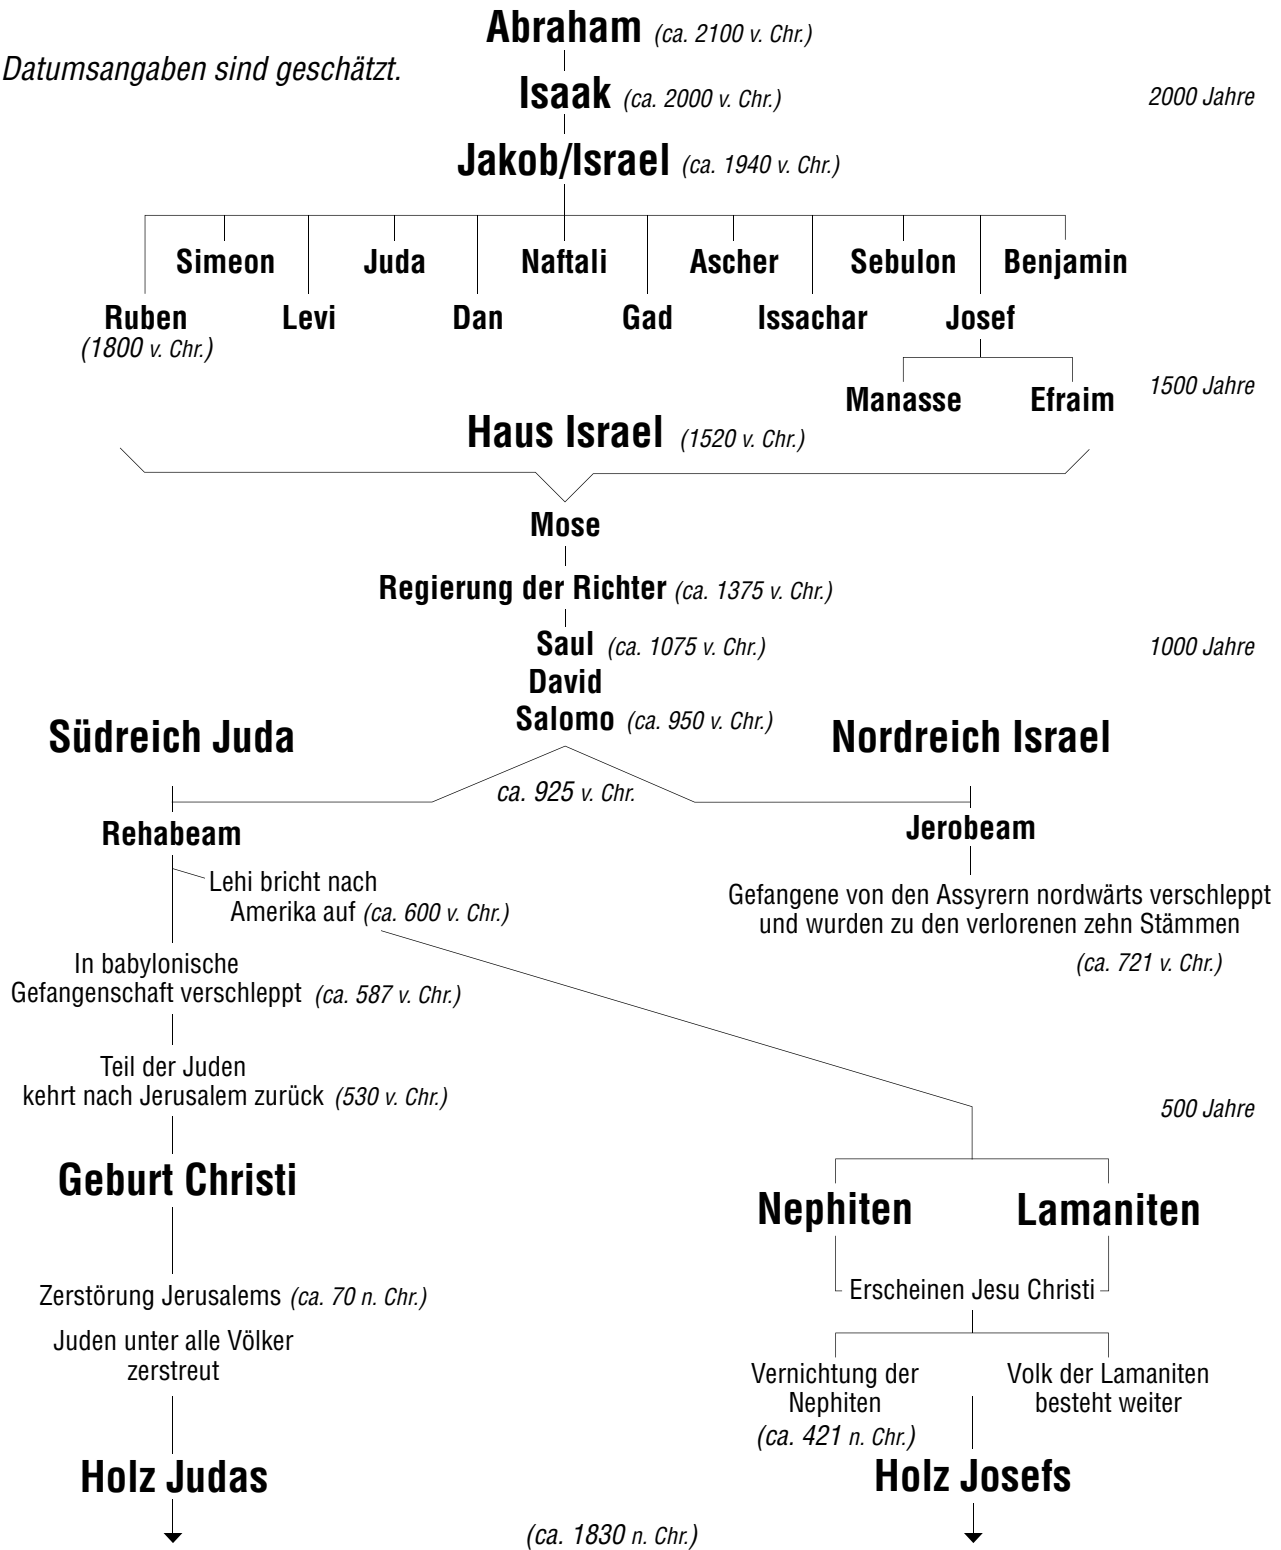 Abraham (ca. 2100 v. Chr.)
Datumsangaben sind geschätzt.
Isaak (ca. 2000 v. Chr.)
2000 Jahre
Jakob/Israel (ca. 1940 v. Chr.)
Simeon Juda Naftali Ascher Sebulon Benjamin
Ruben Levi Dan Gad Issachar Josef
(1800 v. Chr.)
1500 Jahre
Manasse Efraim
Haus Israel (1520 v. Chr.)
Mose
Regierung der Richter (ca. 1375 v. Chr.)
Saul (ca. 1075 v. Chr.)
1000 Jahre
David
Salomo (ca. 950 v. Chr.)
Südreich Juda
Nordreich Israel
ca. 925 v. Chr.
Rehabeam
Jerobeam
Lehi bricht nach
Amerika auf (ca. 600 v. Chr.)
Gefangene von den Assyrern nordwärts verschleppt
und wurden zu den verlorenen zehn Stämmen
(ca. 721 v. Chr.)
In babylonische
Gefangenschaft verschleppt (ca. 587 v. Chr.)
Teil der Juden
kehrt nach Jerusalem zurück (530 v. Chr.)
500 Jahre
Geburt Christi
Nephiten Lamaniten
Zerstörung Jerusalems (ca. 70 n. Chr.)
Erscheinen Jesu Christi
Juden unter alle Völker
zerstreut
Vernichtung der
Nephiten
(ca. 421 n. Chr.)
Volk der Lamaniten
besteht weiter
Holz Judas
Holz Josefs
(ca. 1830 n. Chr.)